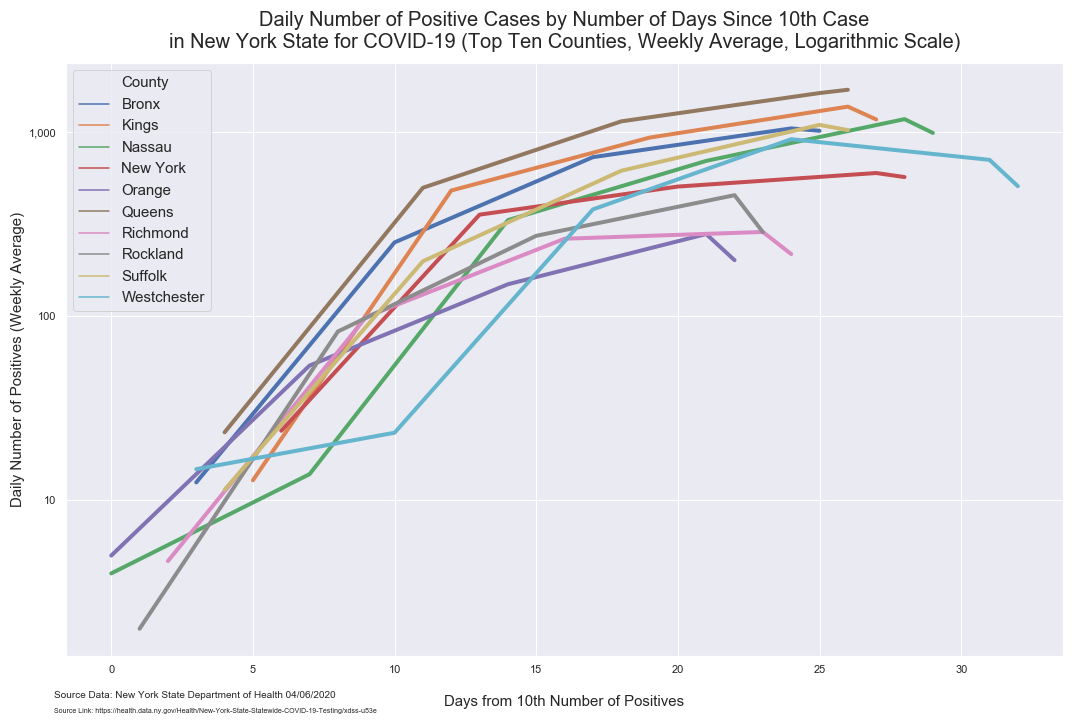 Daily Number of Positive Cases by Number of Days Since 10th Case
in New York State for COVID-19 (Top Ten Counties, Weekly Average, Logarithmic Scale)
County
Bronx
Kings
Nassau
New York
Orange
Queens
Richmond
Rockland
Suffolk
Westchester
Daily Number of Positives (Weekly Average)
1,000
100
10
0 5 10 15 20 25 30
Days from 10th Number of Positives
Source Data: New York State Department of Health 04/06/2020
Source Link: https://health.data.ny.gov/Health/New-York-State-Statewide-COVID-19-Testing/xdss-u53e